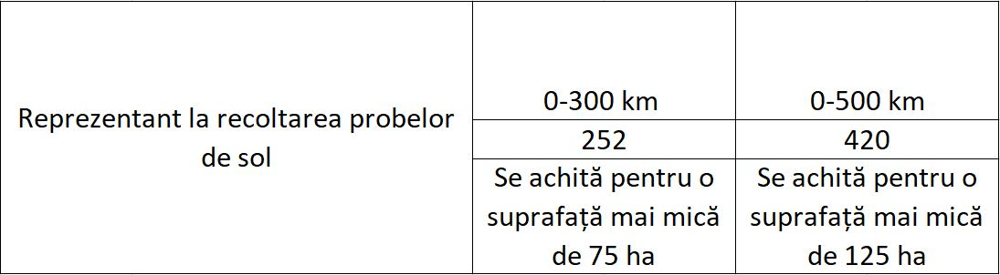 Reprezentant la recoltarea probelor
de sol
0-300 km
0-500 km
252
420
Se achită pentru o
suprafață mai mică
de 75 ha
Se achită pentru o
suprafață mai mică
de 125 ha